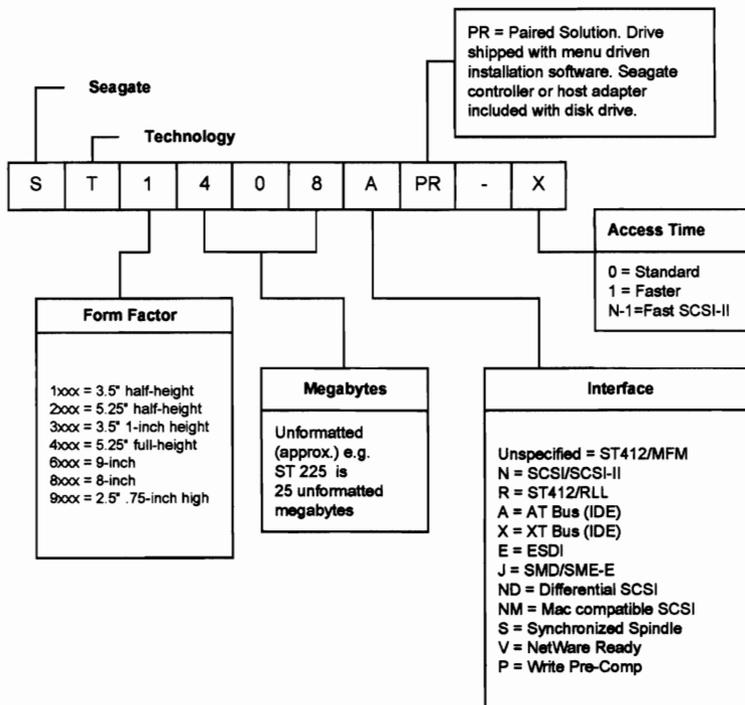 PR = Paired Solution. Drive
shipped with menu driven
installation software. Seagate
controller or host adapter
included with disk drive.
Seagate
Technology
S T 1 4 0 8 A PR - X
Access Time
0 = Standard
1 = Faster
N-1=Fast SCSI-II
Form Factor
1xxx = 3.5" half-height
2xxx = 5.25" half-height
3xxx = 3.5" 1-inch height
4xxx = 5.25" full-height
6xxx = 9-inch
8xxx = 8-inch
9xxx = 2.5" .75-inch high
Megabytes
Unformatted
(approx.) e.g.
ST 225 is
25 unformatted
megabytes
Interface
Unspecified = ST412/MFM
N = SCSI/SCSI-II
R = ST412/RLL
A = AT Bus (IDE)
X = XT Bus (IDE)
E = ESDI
J = SMD/SME-E
ND = Differential SCSI
NM = Mac compatible SCSI
S = Synchronized Spindle
V = NetWare Ready
P = Write Pre-Comp